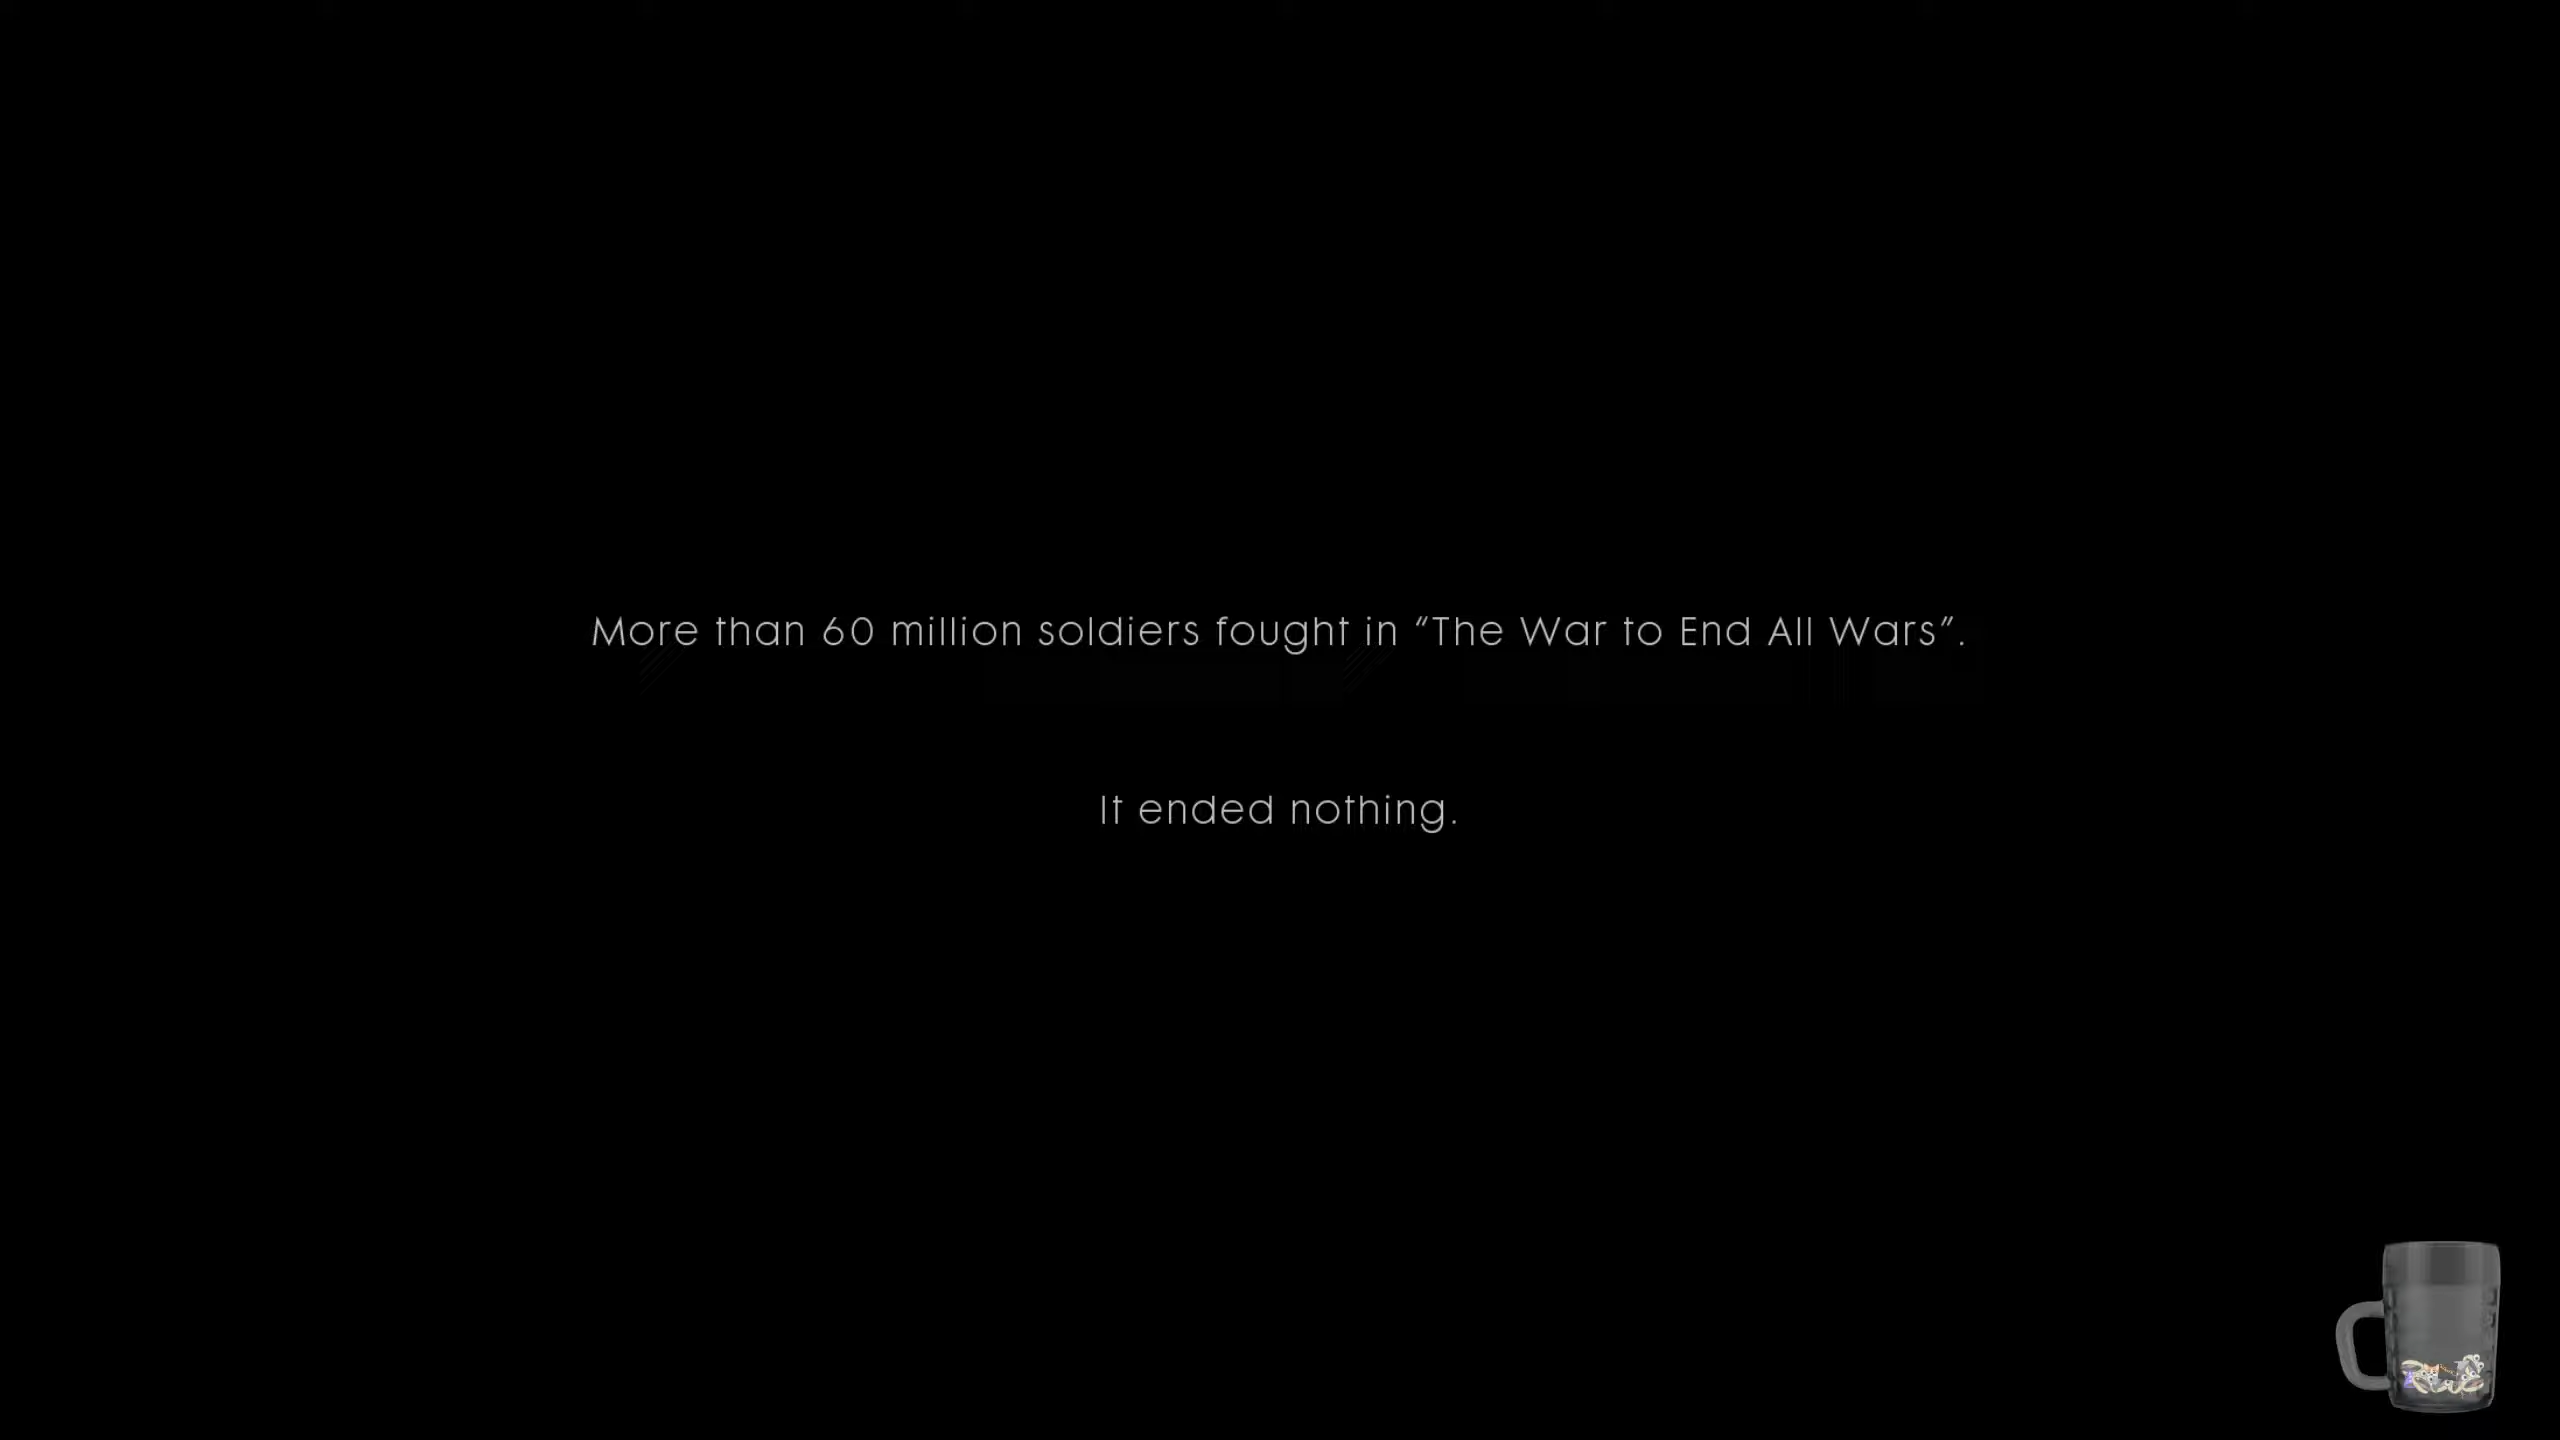 More than 60 million soldiers fought in “The War to End All Wars”.
It ended nothing.